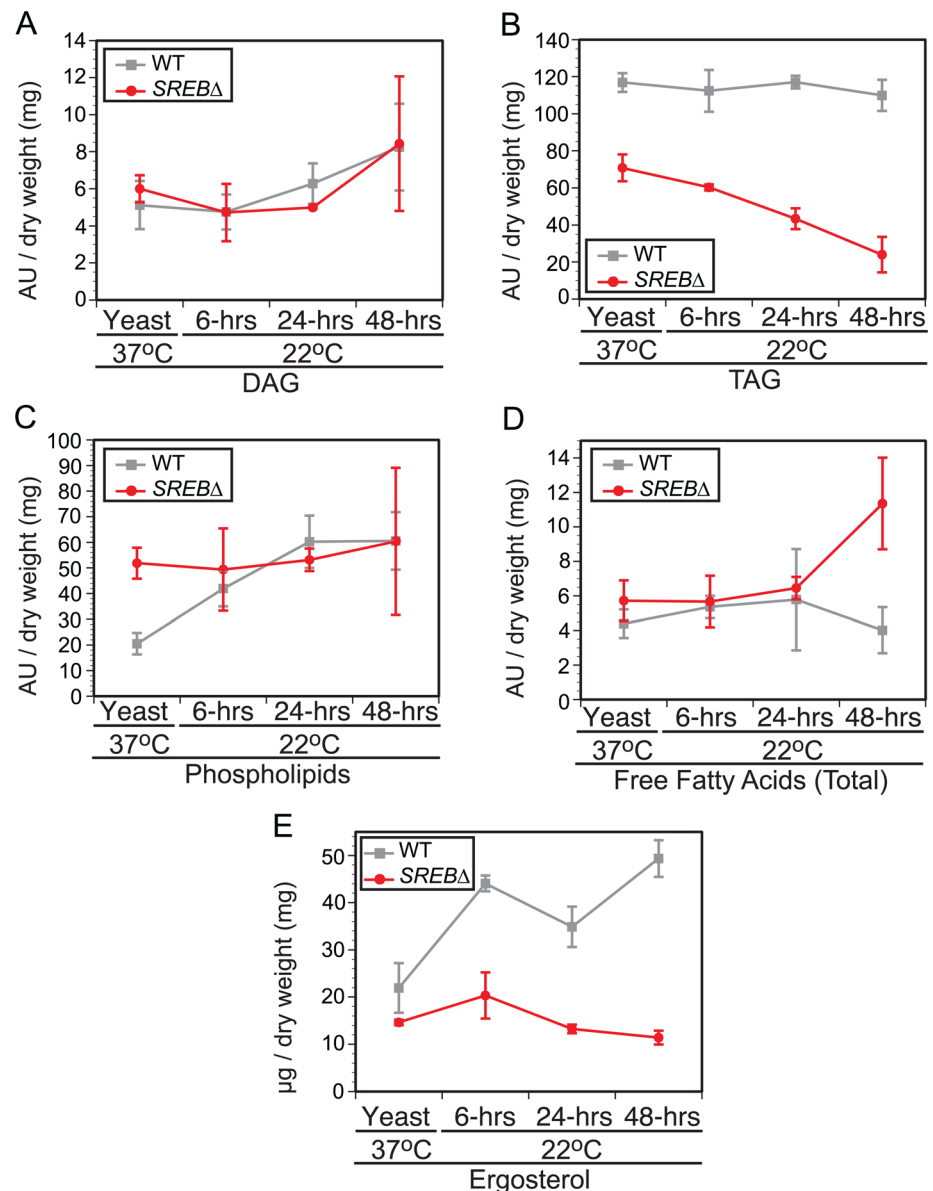 A
AU / dry weight (mg)
14
12
10
8
6
4
2
0
WT
SREBΔ
Yeast 6-hrs 24-hrs 48-hrs
37ºC 22ºC
DAG
B
AU / dry weight (mg)
140
120
100
80
60
40
20
0
WT
SREBΔ
Yeast 6-hrs 24-hrs 48-hrs
37ºC 22ºC
TAG
C
AU / dry weight (mg)
100
90
80
70
60
50
40
30
20
10
0
WT
SREBΔ
Yeast 6-hrs 24-hrs 48-hrs
37ºC 22ºC
Phospholipids
D
AU / dry weight (mg)
14
12
10
8
6
4
2
0
WT
SREBΔ
Yeast 6-hrs 24-hrs 48-hrs
37ºC 22ºC
Free Fatty Acids (Total)
E
µg / dry weight (mg)
50
40
30
20
10
0
WT
SREBΔ
Yeast 6-hrs 24-hrs 48-hrs
37ºC 22ºC
Ergosterol